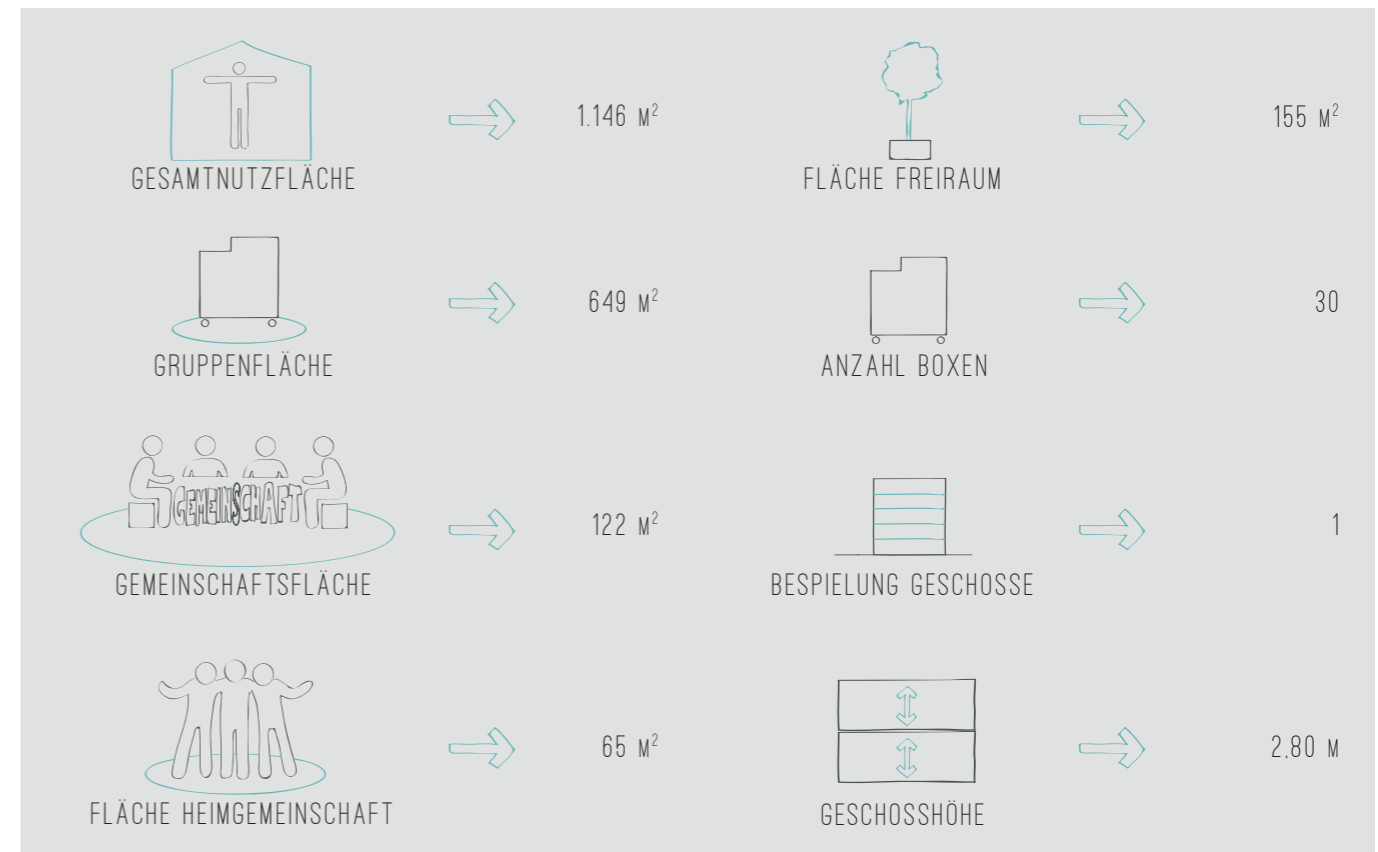 1.146 M²
GESAMTNUTZFLÄCHE
155 M²
FLÄCHE FREIRAUM
649 M²
GRUPPENFLÄCHE
30
ANZAHL BOXEN
GEMEINSCHAFT
122 M²
GEMEINSCHAFTSFLÄCHE
1
BESPIELUNG GESCHOSSE
65 M²
FLÄCHE HEIMGEMEINSCHAFT
2,80 M
GESCHOSSHÖHE